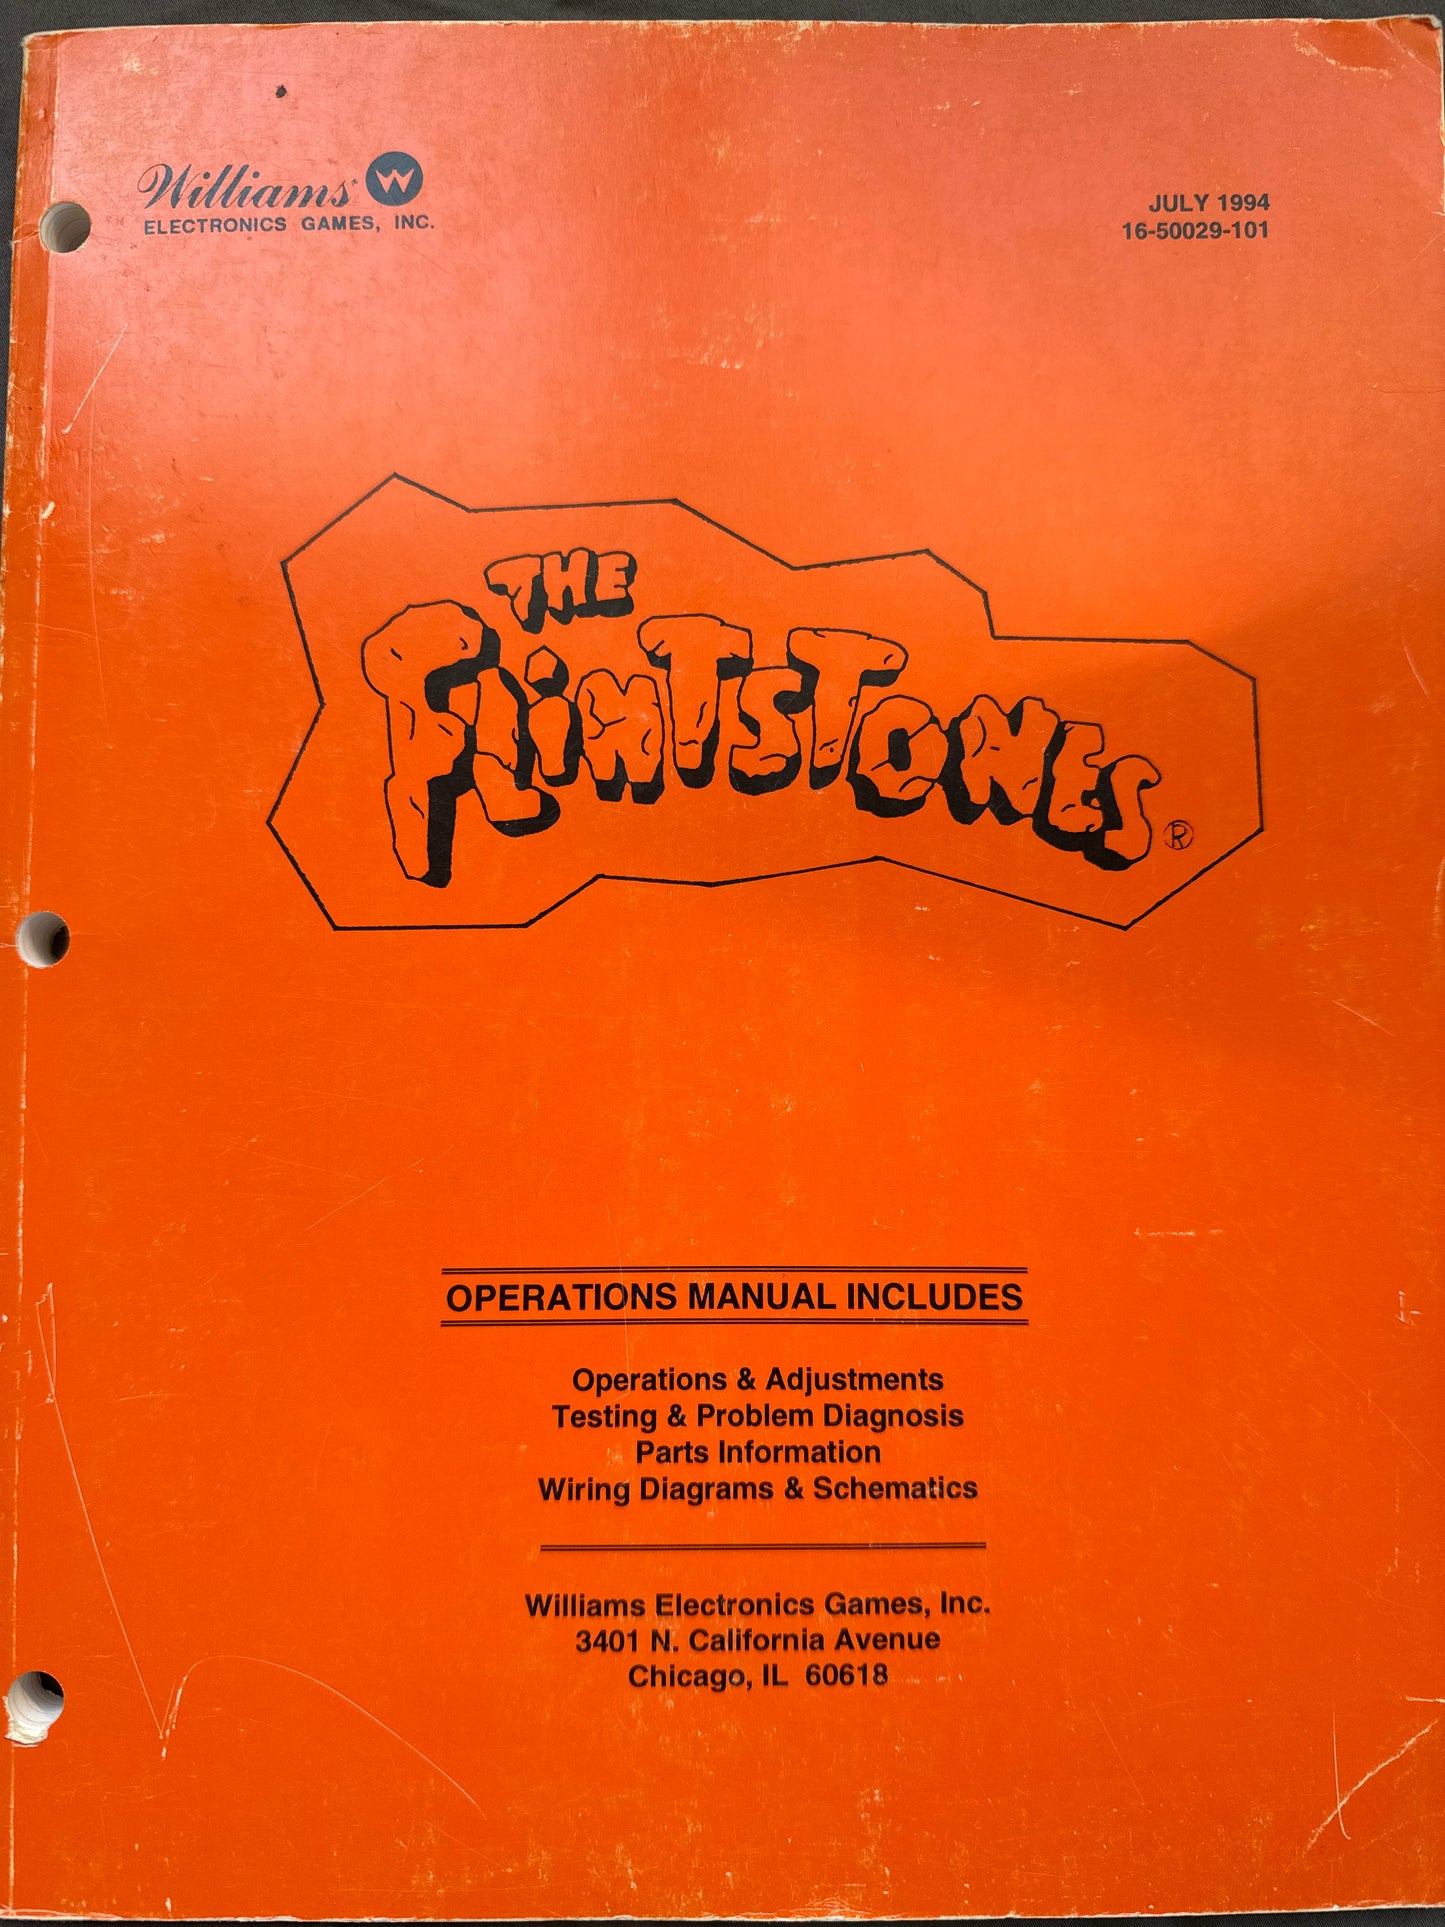 Williams W
ELECTRONICS GAMES, INC.
JULY 1994
16-50029-101
THE
FLINTSTONES ®
OPERATIONS MANUAL INCLUDES
Operations & Adjustments
Testing & Problem Diagnosis
Parts Information
Wiring Diagrams & Schematics
Williams Electronics Games, Inc.
3401 N. California Avenue
Chicago, IL 60618